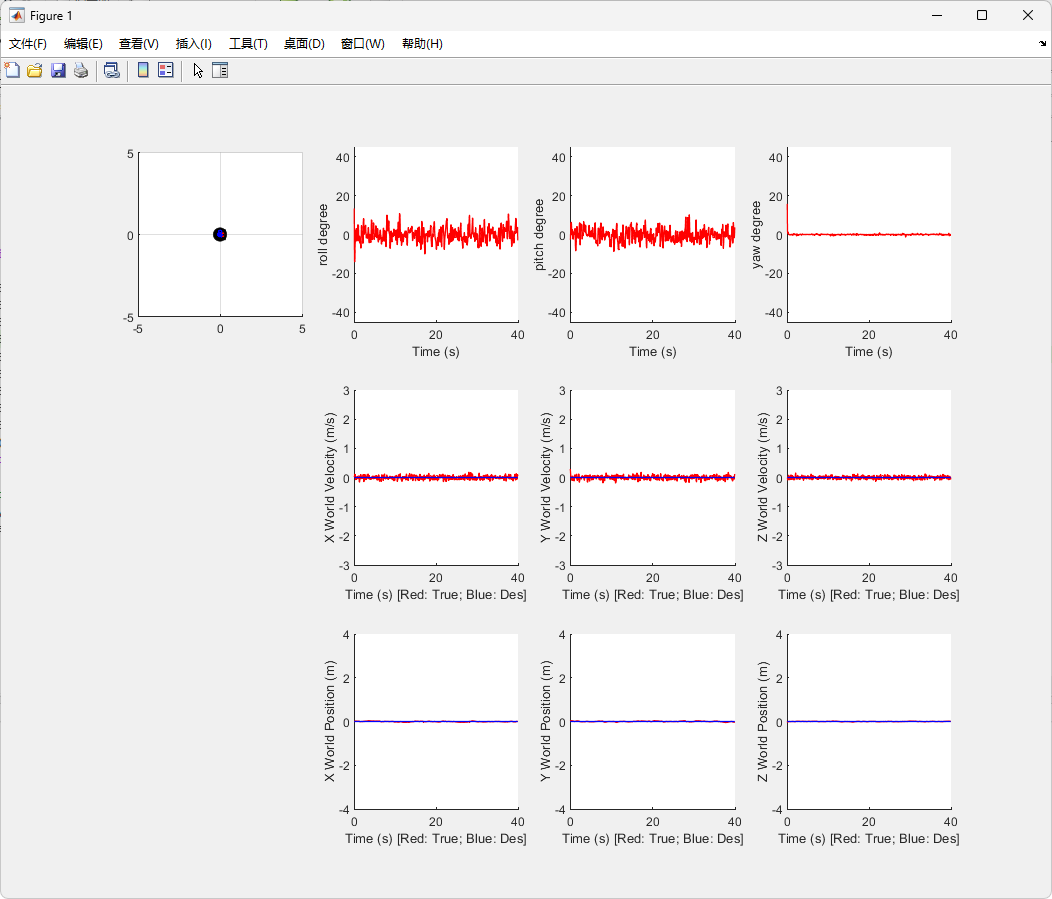 Figure 1
文件(F) 编辑(E) 查看(V) 插入(I) 工具(T) 桌面(D) 窗口(W) 帮助(H)
5
0
-5
-5 0 5
roll degree
40
20
0
-20
-40
0 20 40
Time (s)
pitch degree
40
20
0
-20
-40
0 20 40
Time (s)
yaw degree
40
20
0
-20
-40
0 20 40
Time (s)
X World Velocity (m/s)
3
2
1
0
-1
-2
-3
0 20 40
Time (s) [Red: True; Blue: Des]
Y World Velocity (m/s)
3
2
1
0
-1
-2
-3
0 20 40
Time (s) [Red: True; Blue: Des]
Z World Velocity (m/s)
3
2
1
0
-1
-2
-3
0 20 40
Time (s) [Red: True; Blue: Des]
X World Position (m)
4
2
0
-2
-4
0 20 40
Time (s) [Red: True; Blue: Des]
Y World Position (m)
4
2
0
-2
-4
0 20 40
Time (s) [Red: True; Blue: Des]
Z World Position (m)
4
2
0
-2
-4
0 20 40
Time (s) [Red: True; Blue: Des]